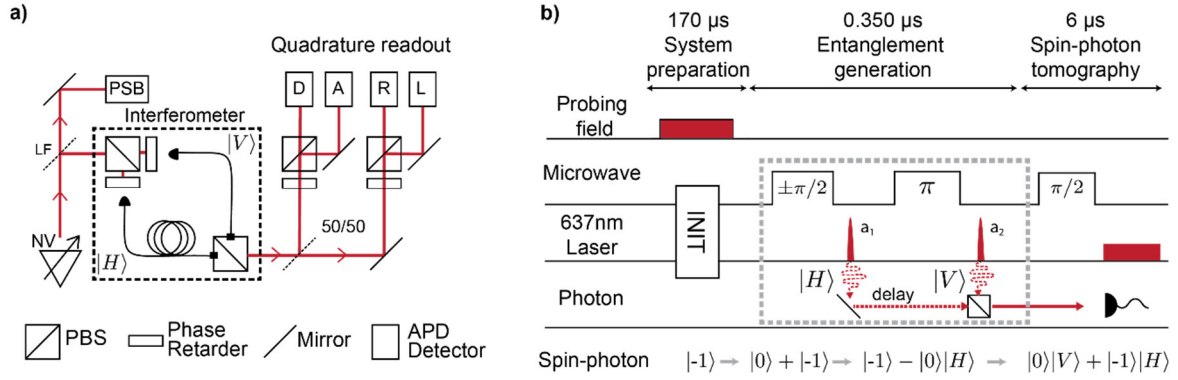 a)
Quadrature readout
PSB
D
A
R
L
Interferometer
|V⟩
LF
50/50
NV
|H⟩
PBS
Phase
Retarder
Mirror
APD
Detector
b)
170 μs
System
preparation
0.350 μs
Entanglement
generation
6 μs
Spin-photon
tomography
Probing
field
Microwave
±π/2
π
π/2
INIT
637nm
Laser
a₁
a₂
|H⟩
|V⟩
Photon
delay
Spin-photon
|-1⟩ → |0⟩ + |-1⟩ → |-1⟩ − |0⟩|H⟩ → |0⟩|V⟩ + |-1⟩|H⟩